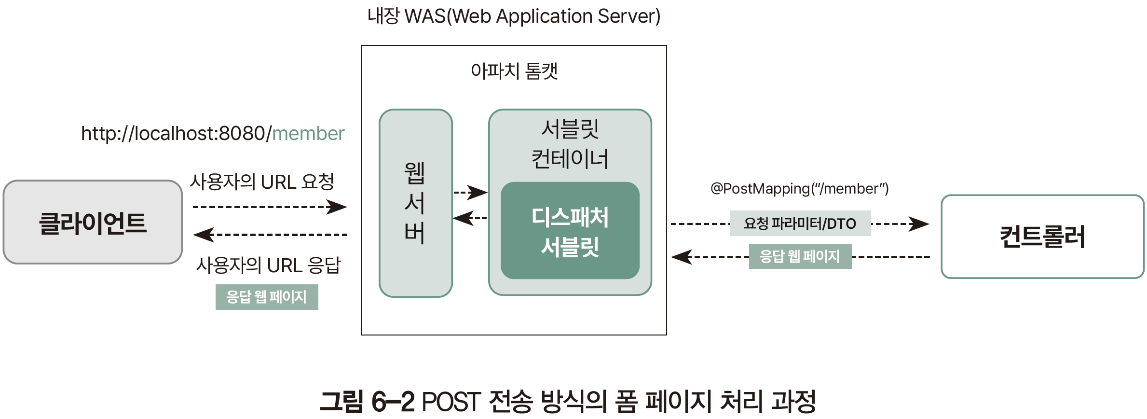 내장 WAS(Web Application Server)
아파치 톰캣
http://localhost:8080/member
사용자의 URL 요청
클라이언트
사용자의 URL 응답
응답 웹 페이지
웹
서
버
서블릿
컨테이너
디스패처
서블릿
@PostMapping(“/member”)
요청 파라미터/DTO
응답 웹 페이지
컨트롤러
그림 6–2 POST 전송 방식의 폼 페이지 처리 과정